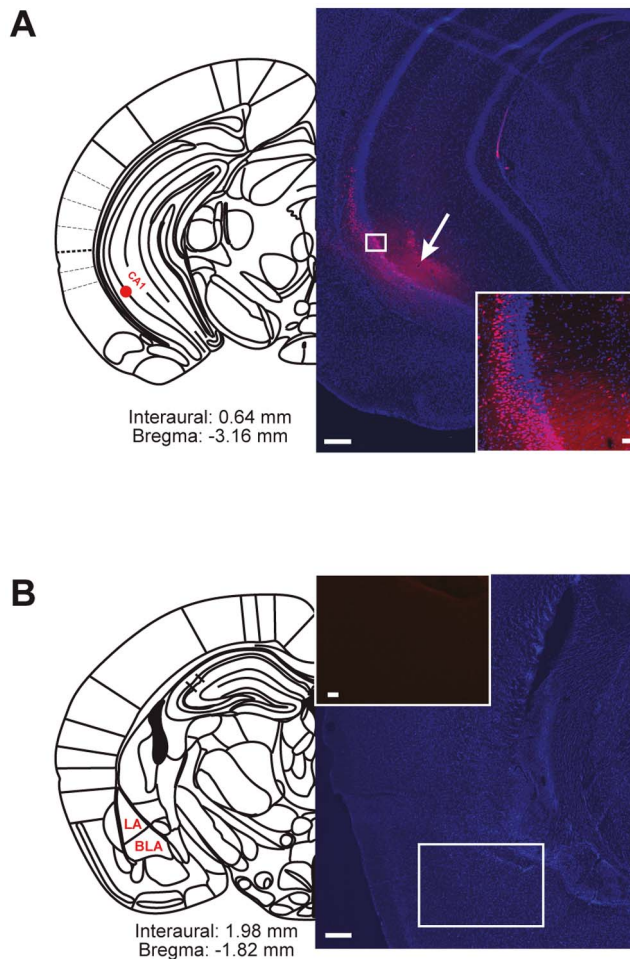 A
CA1
Interaural: 0.64 mm
Bregma: -3.16 mm
B
LA
BLA
Interaural: 1.98 mm
Bregma: -1.82 mm